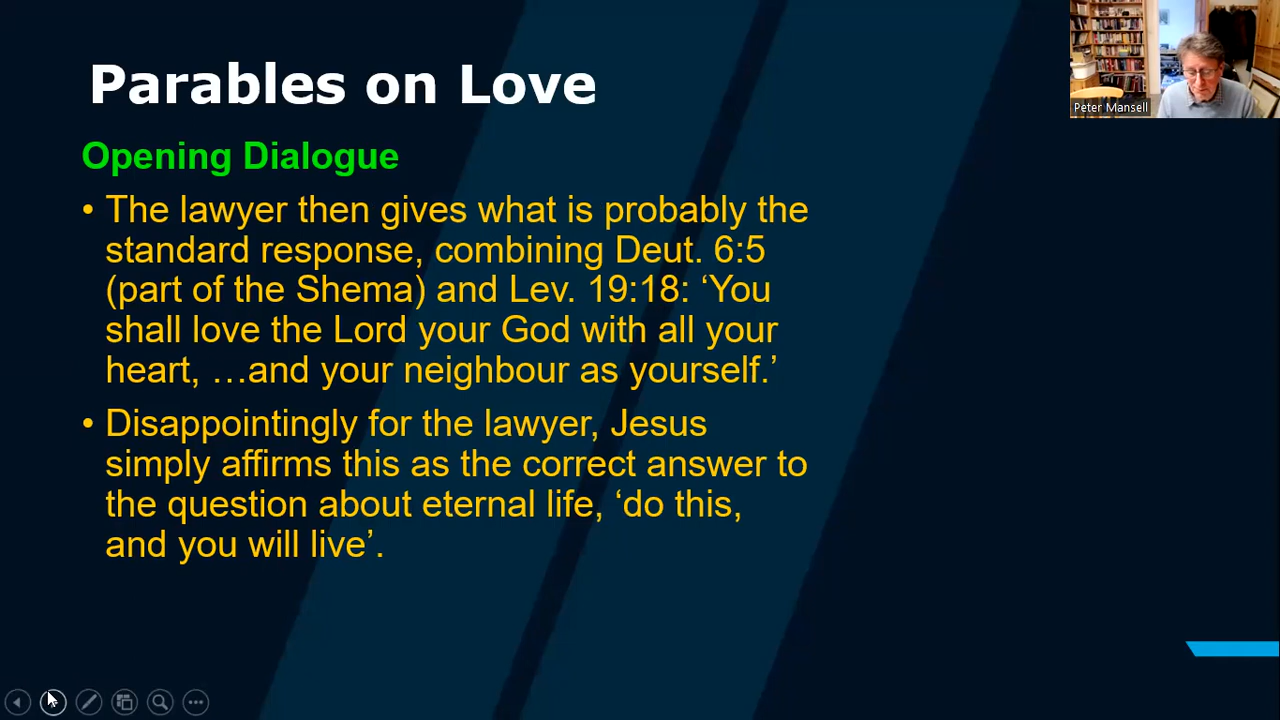 Parables on Love
Peter Mansell
Opening Dialogue
• The lawyer then gives what is probably the
standard response, combining Deut. 6:5
(part of the Shema) and Lev. 19:18: ‘You
shall love the Lord your God with all your
heart, …and your neighbour as yourself.’
• Disappointingly for the lawyer, Jesus
simply affirms this as the correct answer to
the question about eternal life, ‘do this,
and you will live’.